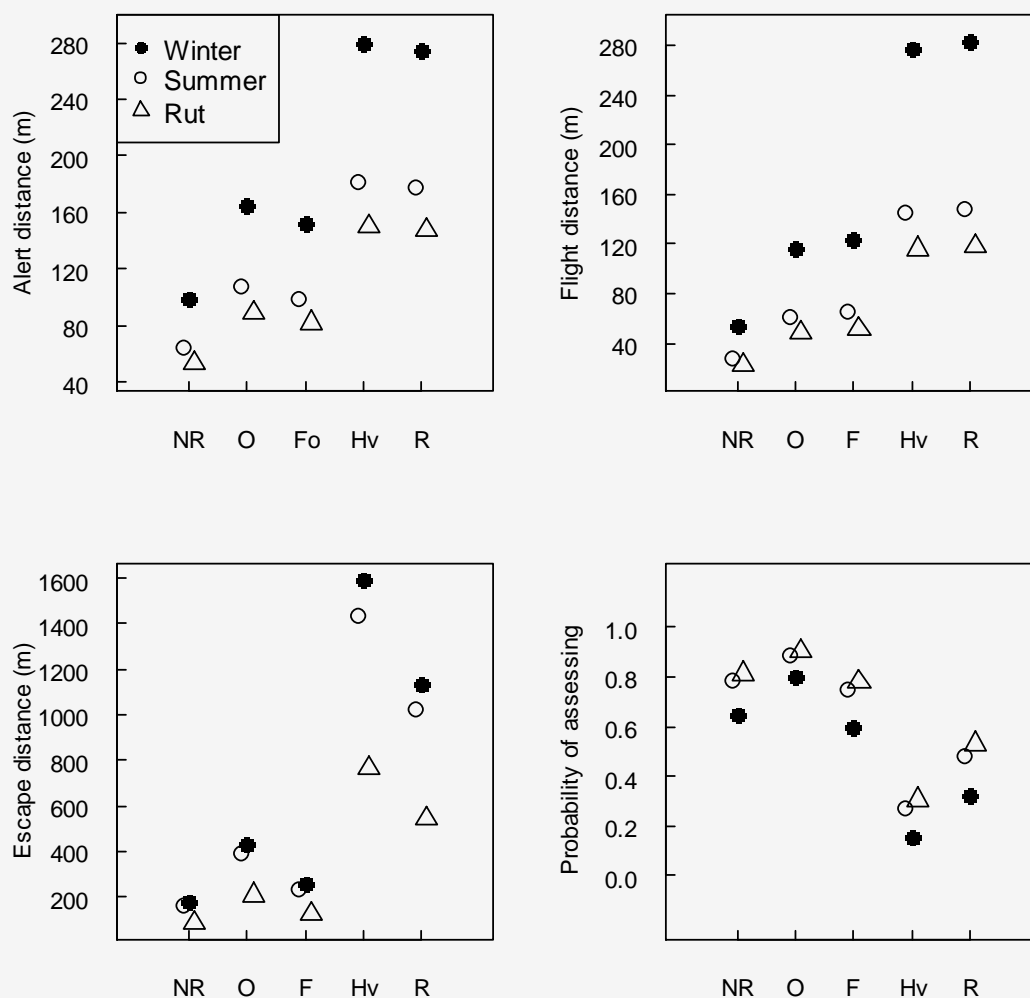 Alert distance (m)
280
240
200
160
120
80
40
Winter
Summer
Rut
NR O Fo Hv R
Flight distance (m)
280
240
200
160
120
80
40
NR O F Hv R
Escape distance (m)
1600
1400
1200
1000
800
600
400
200
NR O F Hv R
Probability of assessing
1.0
0.8
0.6
0.4
0.2
0.0
NR O F Hv R